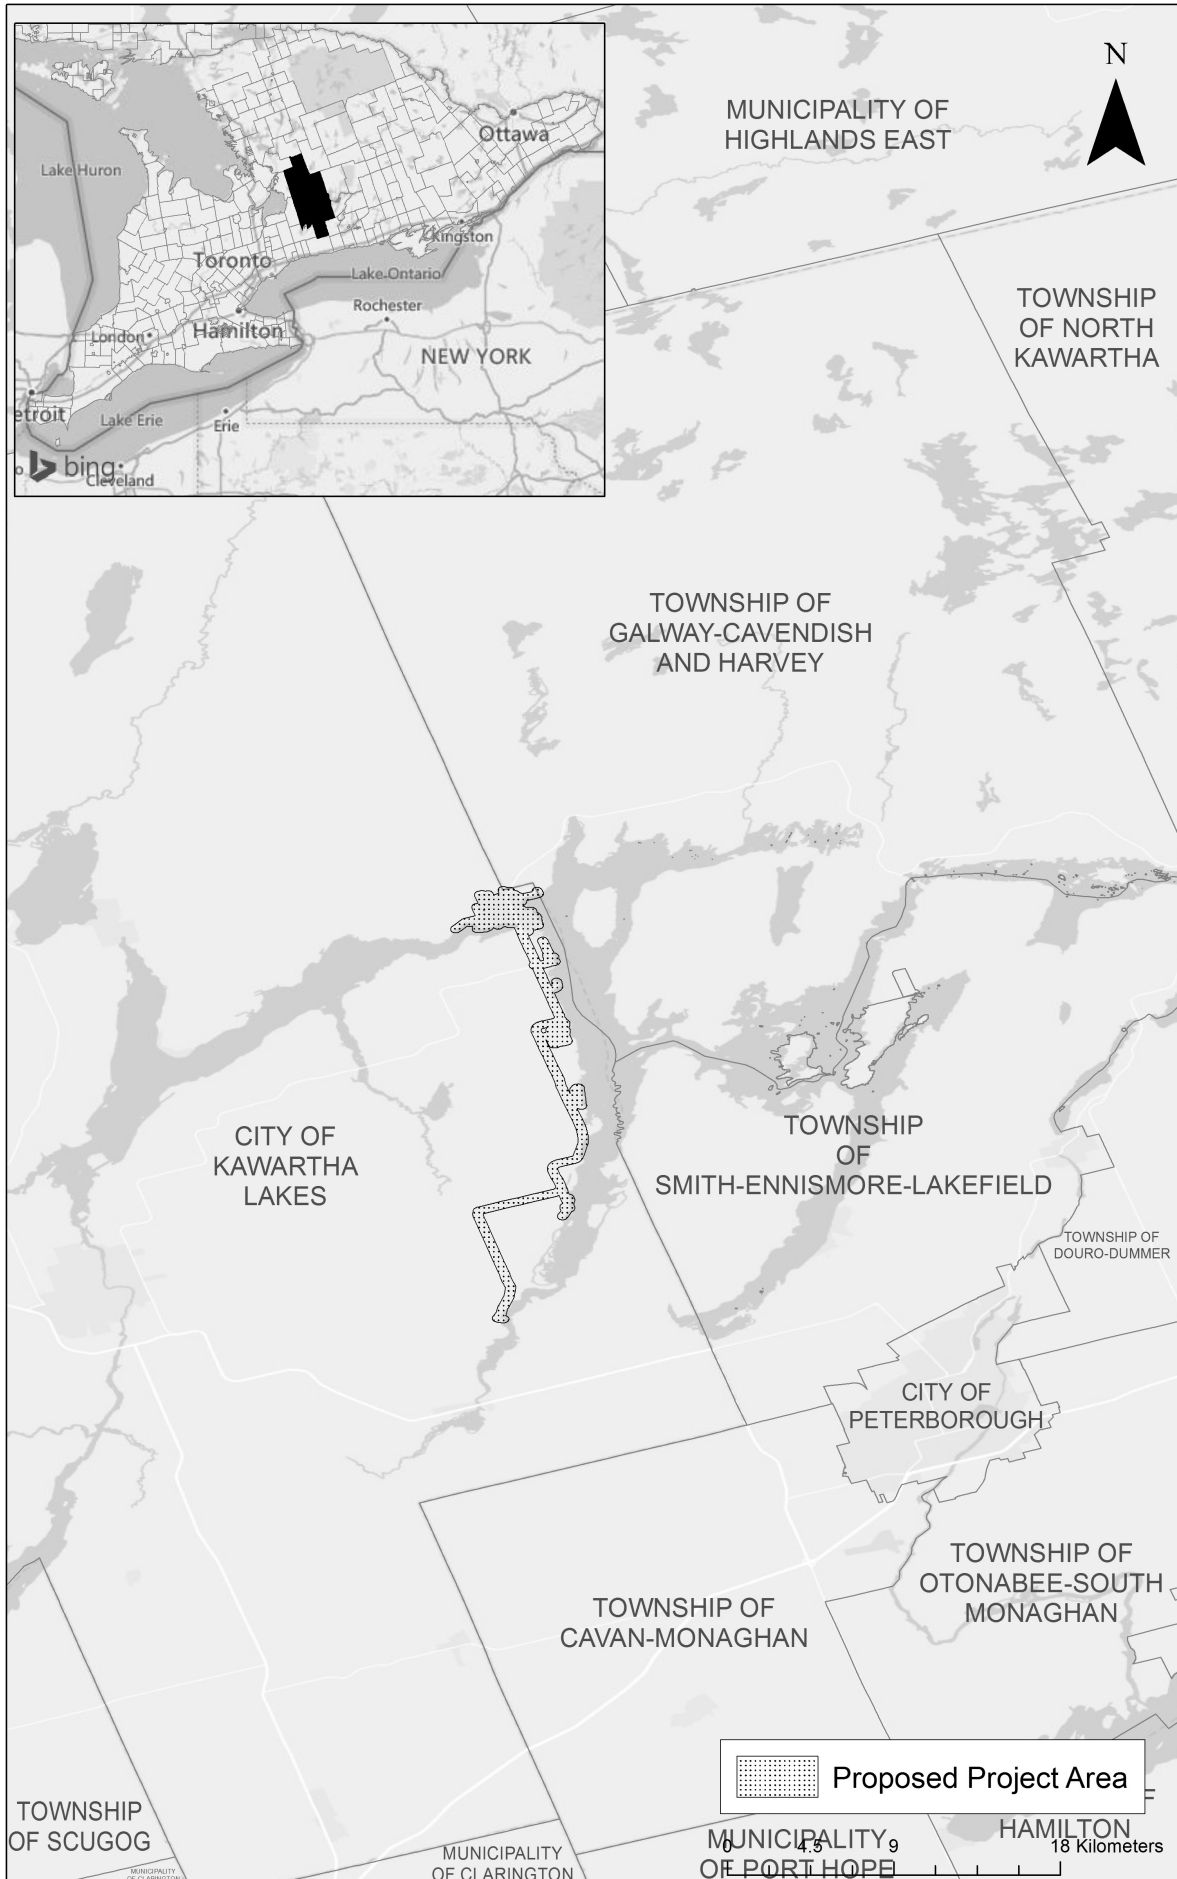 N
Ottawa
Lake Huron
Kingston
Toronto
Lake Ontario
Rochester
London
Hamilton
NEW YORK
etroit
Lake Erie
Erie
bing
Cleveland
MUNICIPALITY OF
HIGHLANDS EAST
TOWNSHIP
OF NORTH
KAWARTHA
TOWNSHIP OF
GALWAY-CAVENDISH
AND HARVEY
CITY OF
KAWARTHA
LAKES
TOWNSHIP
OF
SMITH-ENNISMORE-LAKEFIELD
TOWNSHIP OF
DOURO-DUMMER
CITY OF
PETERBOROUGH
TOWNSHIP OF
OTONABEE-SOUTH
MONAGHAN
TOWNSHIP OF
CAVAN-MONAGHAN
Proposed Project Area
TOWNSHIP
OF SCUGOG
MUNICIPALITY
OF CLARINGTON
MUNICIPALITY
OF CLARINGTON
MUNICIPALITY
OF PORT HOPE
F
HAMILTON
0 4.5 9 18 Kilometers